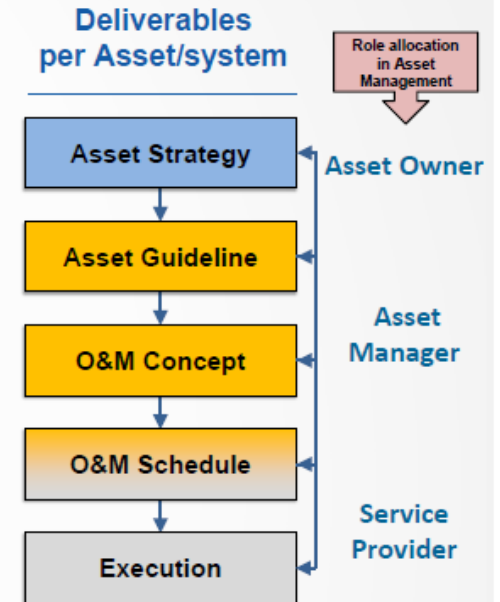 Deliverables
per Asset/system
Role allocation
in Asset
Management
Asset Strategy
Asset Owner
Asset Guideline
Asset
Manager
O&M Concept
O&M Schedule
Service
Provider
Execution